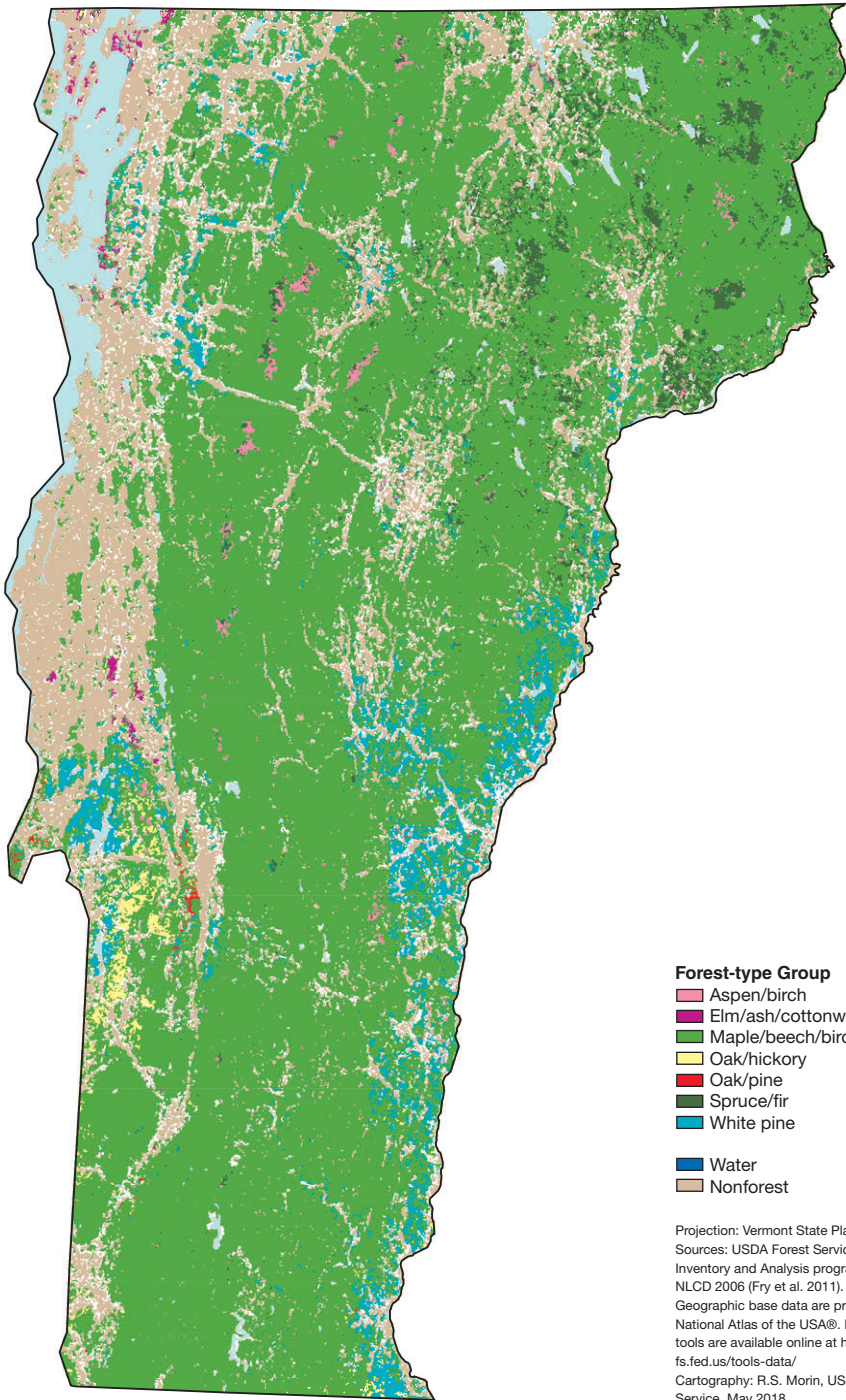 Forest-type Group
Aspen/birch
Elm/ash/cottonw
Maple/beech/birc
Oak/hickory
Oak/pine
Spruce/fir
White pine
Water
Nonforest
Projection: Vermont State Pla
Sources: USDA Forest Servic
Inventory and Analysis progra
NLCD 2006 (Fry et al. 2011).
Geographic base data are pr
National Atlas of the USA®.
tools are available online at h
fs.fed.us/tools-data/
Cartography: R.S. Morin, US
Service, May 2018